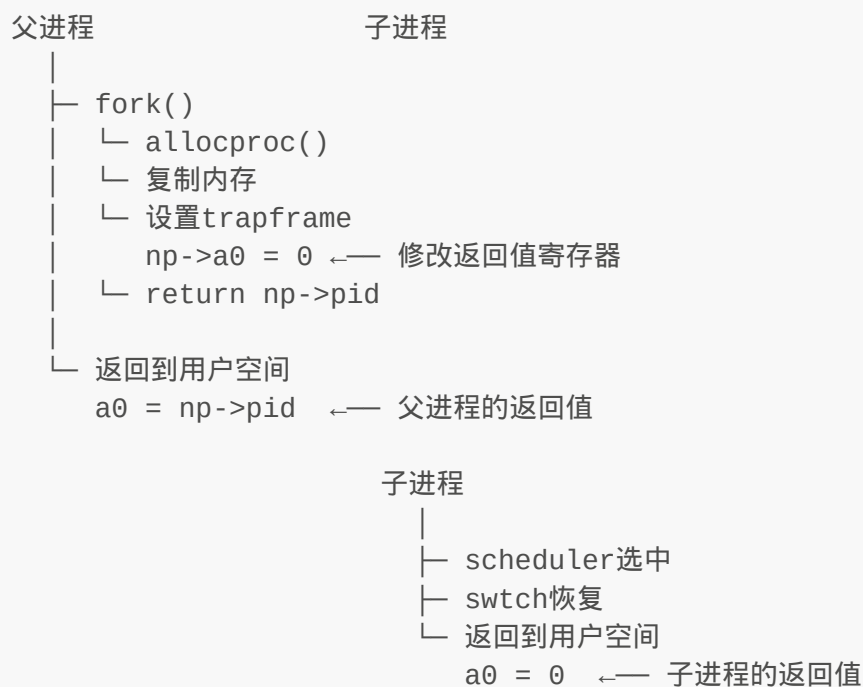 父进程                子进程
  │
  ├─ fork()
  │   └─ allocproc()
  │   └─ 复制内存
  │   └─ 设置trapframe
  │      np->a0 = 0 ←── 修改返回值寄存器
  │   └─ return np->pid
  │
  └─ 返回到用户空间
     a0 = np->pid  ←── 父进程的返回值

                      子进程
                        │
                        ├─ scheduler选中
                        ├─ swtch恢复
                        └─ 返回到用户空间
                           a0 = 0  ←── 子进程的返回值